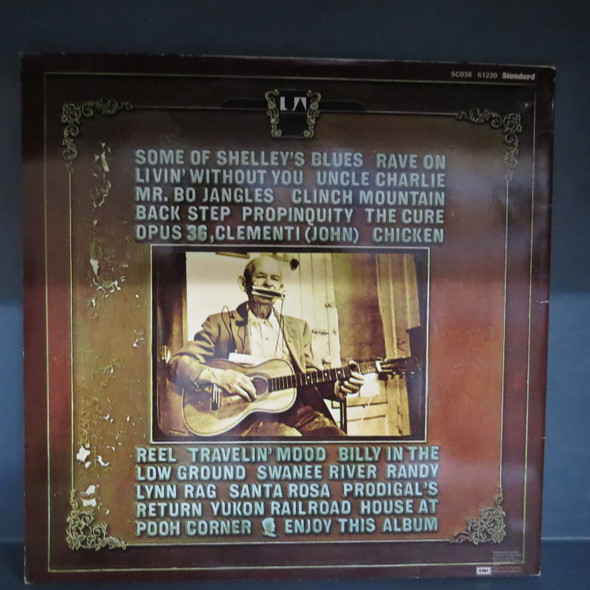 SC038 · 61220 Standard
UA
SOME OF SHELLEY'S BLUES RAVE ON
LIVIN' WITHOUT YOU UNCLE CHARLIE
MR. BO JANGLES CLINCH MOUNTAIN
BACK STEP PROPINQUITY THE CURE
OPUS 36, CLEMENTI (JOHN) CHICKEN
REEL TRAVELIN' MOOD BILLY IN THE
LOW GROUND SWANEE RIVER RANDY
LYNN RAG SANTA ROSA PRODIGAL'S
RETURN YUKON RAILROAD HOUSE AT
POOH CORNER ENJOY THIS ALBUM
EMI